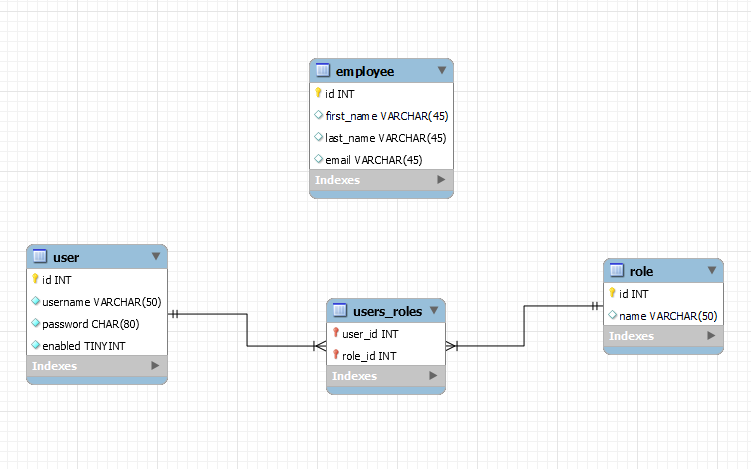 employee
id INT
first_name VARCHAR(45)
last_name VARCHAR(45)
email VARCHAR(45)
Indexes
user
id INT
username VARCHAR(50)
password CHAR(80)
enabled TINYINT
Indexes
users_roles
user_id INT
role_id INT
Indexes
role
id INT
name VARCHAR(50)
Indexes